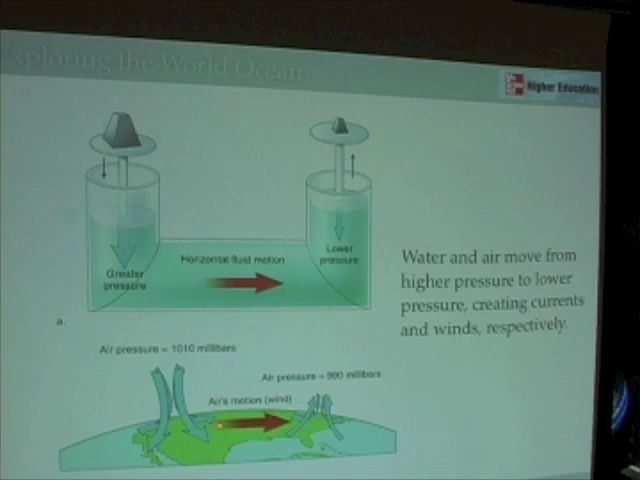 exploring the World Ocean
Higher Education
Greater
pressure
Horizontal fluid motion
Lower
pressure
Water and air move from
higher pressure to lower
pressure, creating currents
and winds, respectively.
a.
Air pressure = 1010 millibars
Air pressure = 990 millibars
Air's motion (wind)